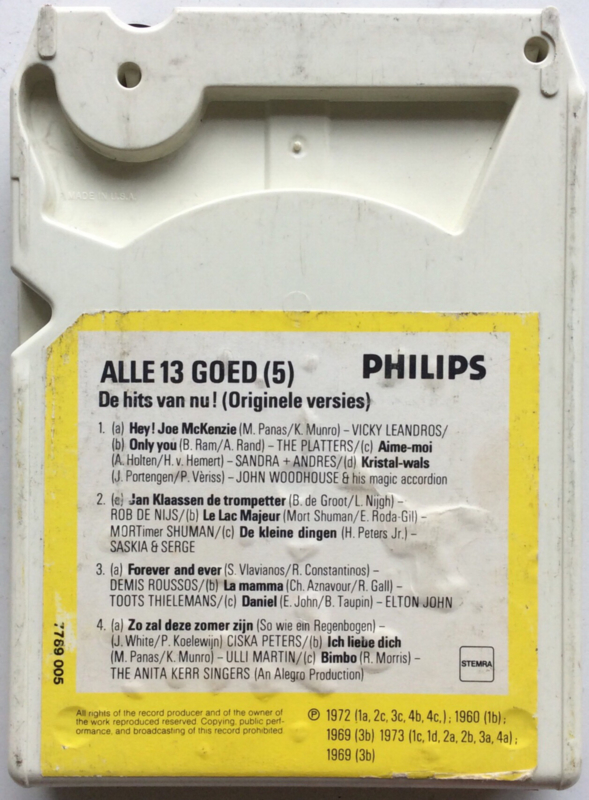 MADE IN U.S.A.
ALLE 13 GOED (5)
PHILIPS
De hits van nu! (Originele versies)
1. (a) Hey! Joe McKenzie (M. Panas/K. Munro) – VICKY LEANDROS/
(b) Only you (B. Ram/A. Rand) – THE PLATTERS/(c) Aime-moi
(A. Holten/H. v. Hemert) – SANDRA + ANDRES/(d) Kristal-wals
(J. Portengen/P. Vèriss) – JOHN WOODHOUSE & his magic accordion
2. (a) Jan Klaassen de trompetter (B. de Groot/L. Nijgh) –
ROB DE NIJS/(b) Le Lac Majeur (Mort Shuman/E. Roda-Gil) –
MORTimer SHUMAN/(c) De kleine dingen (H. Peters Jr.) –
SASKIA & SERGE
3. (a) Forever and ever (S. Vlavianos/R. Constantinos) –
DEMIS ROUSSOS/(b) La mamma (Ch. Aznavour/R. Gall) –
TOOTS THIELEMANS/(c) Daniel (E. John/B. Taupin) – ELTON JOHN
4. (a) Zo zal deze zomer zijn (So wie ein Regenbogen) –
(J. White/P. Koelewijn) CISKA PETERS/(b) Ich liebe dich
(M. Panas/K. Munro) – ULLI MARTIN/(c) Bimbo (R. Morris) –
THE ANITA KERR SINGERS (An Alegro Production)
STEMRA
7769 005
All rights of the record producer and of the owner of
the work reproduced reserved. Copying, public perf-
ormance, and broadcasting of this record prohibited.
℗ 1972 (1a, 2c, 3c, 4b, 4c,) ; 1960 (1b) ;
1969 (3b) 1973 (1c, 1d, 2a, 2b, 3a, 4a) ;
1969 (3b)